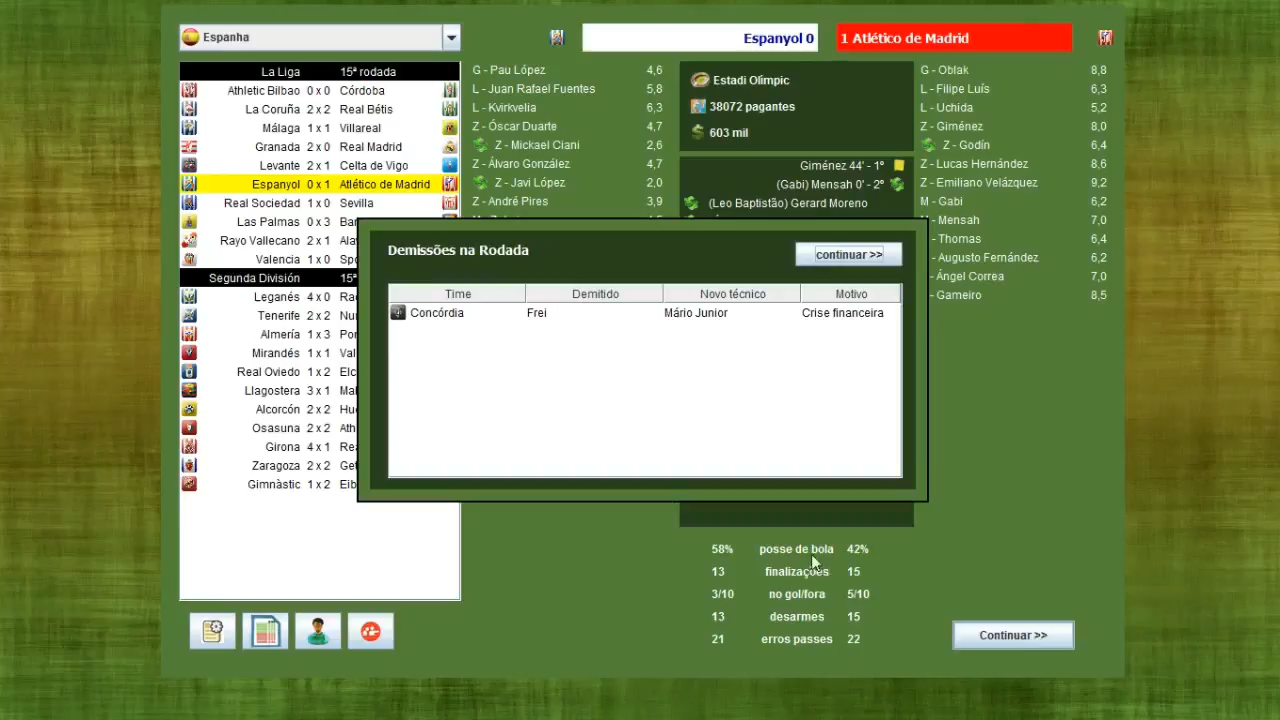 Espanha
Espanyol 0
1 Atlético de Madrid
La Liga 15ª rodada
Athletic Bilbao 0 x 0 Córdoba
La Coruña 2 x 2 Real Bétis
Málaga 1 x 1 Villareal
Granada 2 x 0 Real Madrid
Levante 2 x 1 Celta de Vigo
Espanyol 0 x 1 Atlético de Madrid
Real Sociedad 1 x 0 Sevilla
Las Palmas 0 x 3
Rayo Vallecano 2 x 1
Valencia 1 x 0
Segunda División
Leganés 4 x 0
Tenerife 2 x 2
Almería 1 x 3
Mirandés 1 x 1
Real Oviedo 1 x 2
Llagostera 3 x 1
Alcorcón 2 x 2
Osasuna 2 x 2
Girona 4 x 1
Zaragoza 2 x 2
Gimnàstic 1 x 2
G - Pau López 4,6
L - Juan Rafael Fuentes 5,8
L - Kvirkvelia 6,3
Z - Óscar Duarte 4,7
Z - Mickael Ciani 2,6
Z - Álvaro González 4,7
Z - Javi López 2,0
Z - André Pires 3,9
Estadi Olímpic
38072 pagantes
603 mil
Giménez 44' - 1º
(Gabi) Mensah 0' - 2º
(Leo Baptistão) Gerard Moreno
G - Oblak 8,8
L - Filipe Luís 6,3
L - Uchida 5,2
Z - Giménez 8,0
Z - Godín 6,4
Z - Lucas Hernández 8,6
Z - Emiliano Velázquez 9,2
M - Gabi 6,2
- Mensah 7,0
- Thomas 6,4
- Augusto Fernández 6,2
- Ángel Correa 7,0
- Gameiro 8,5
Demissões na Rodada
continuar >>
Time Demitido Novo técnico Motivo
Concórdia Frei Mário Junior Crise financeira
58% posse de bola 42%
13 finalizações 15
3/10 no gol/fora 5/10
13 desarmes 15
21 erros passes 22
Continuar >>